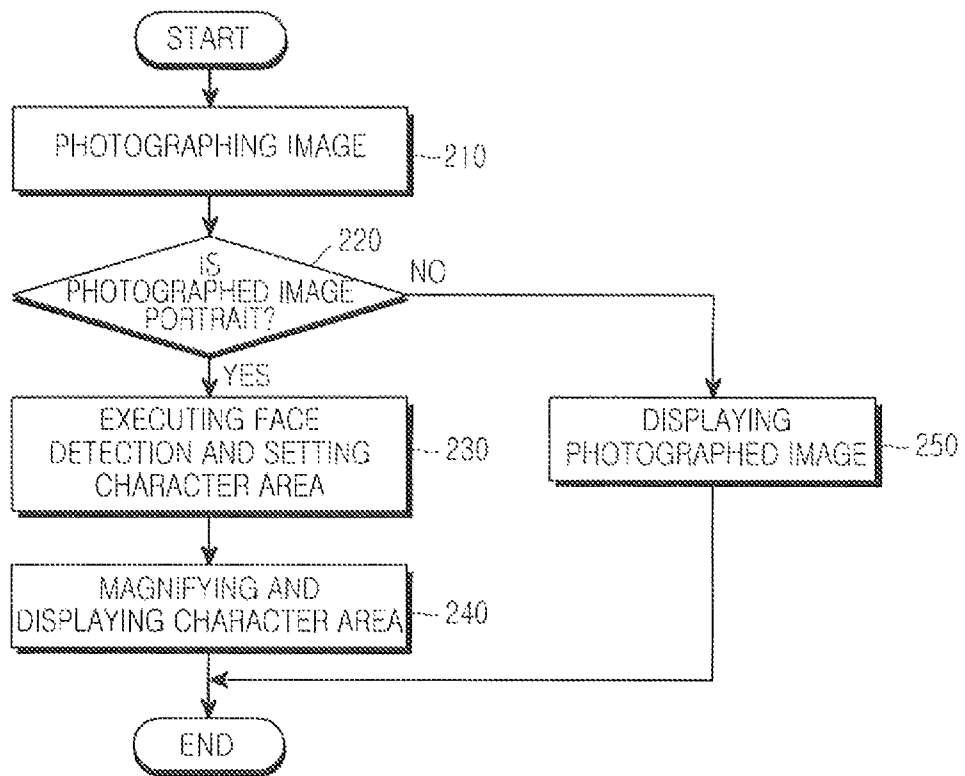 START
PHOTOGRAPHING IMAGE
210
220
IS
PHOTOGRAPHED IMAGE
PORTRAIT?
NO
YES
EXECUTING FACE
DETECTION AND SETTING
CHARACTER AREA
230
DISPLAYING
PHOTOGRAPHED IMAGE
250
MAGNIFYING AND
DISPLAYING CHARACTER AREA
240
END